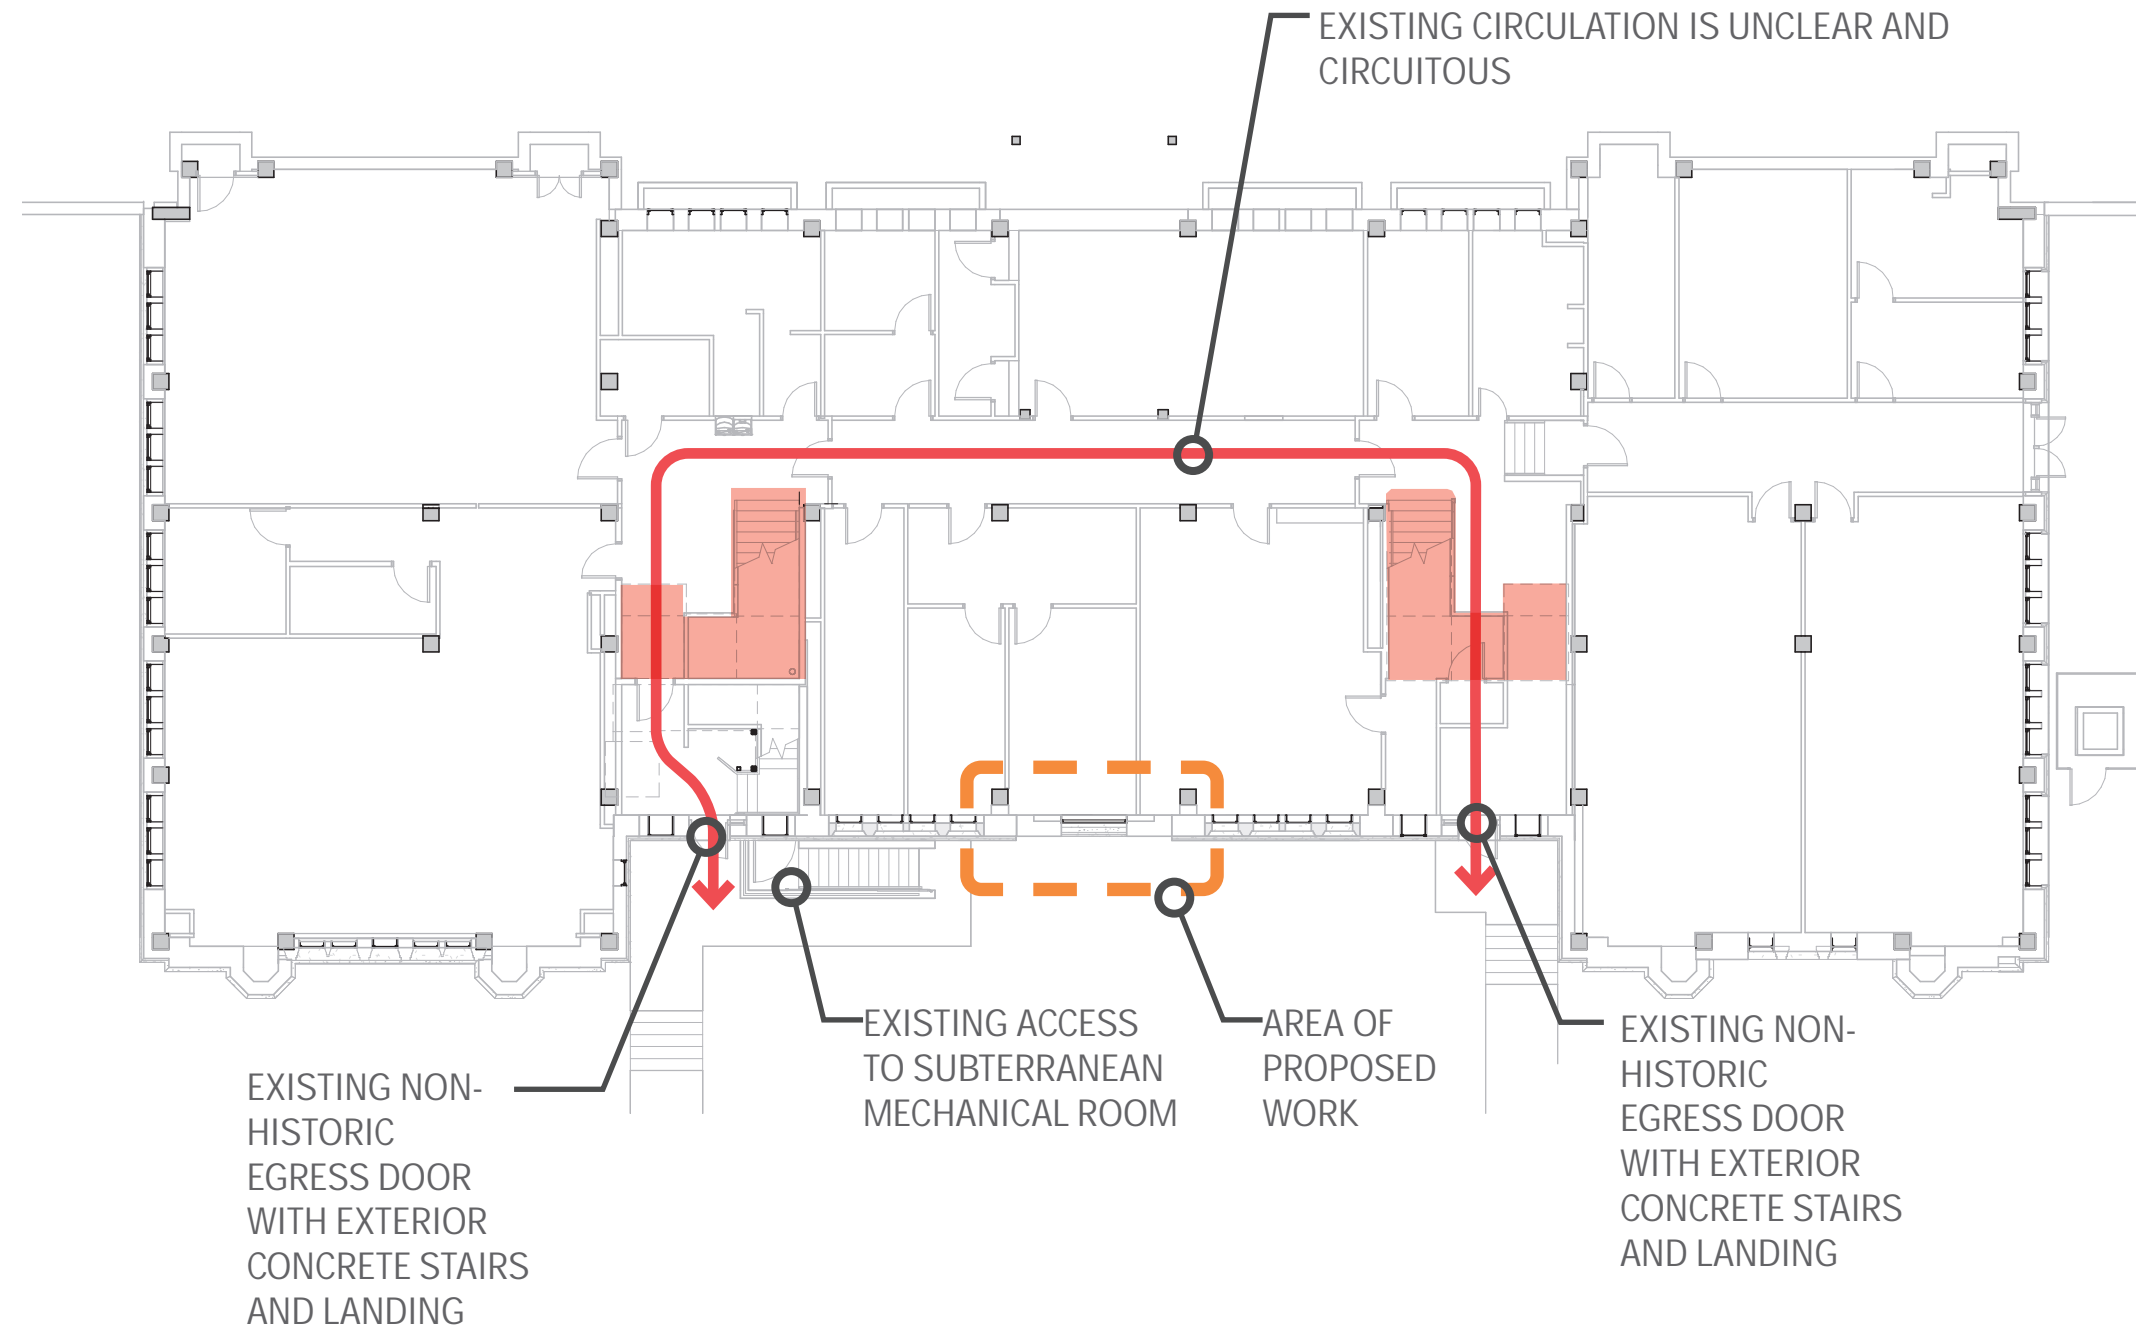 EXISTING CIRCULATION IS UNCLEAR AND
CIRCUITOUS
EXISTING NON-
HISTORIC
EGRESS DOOR
WITH EXTERIOR
CONCRETE STAIRS
AND LANDING
EXISTING ACCESS
TO SUBTERRANEAN
MECHANICAL ROOM
AREA OF
PROPOSED
WORK
EXISTING NON-
HISTORIC
EGRESS DOOR
WITH EXTERIOR
CONCRETE STAIRS
AND LANDING